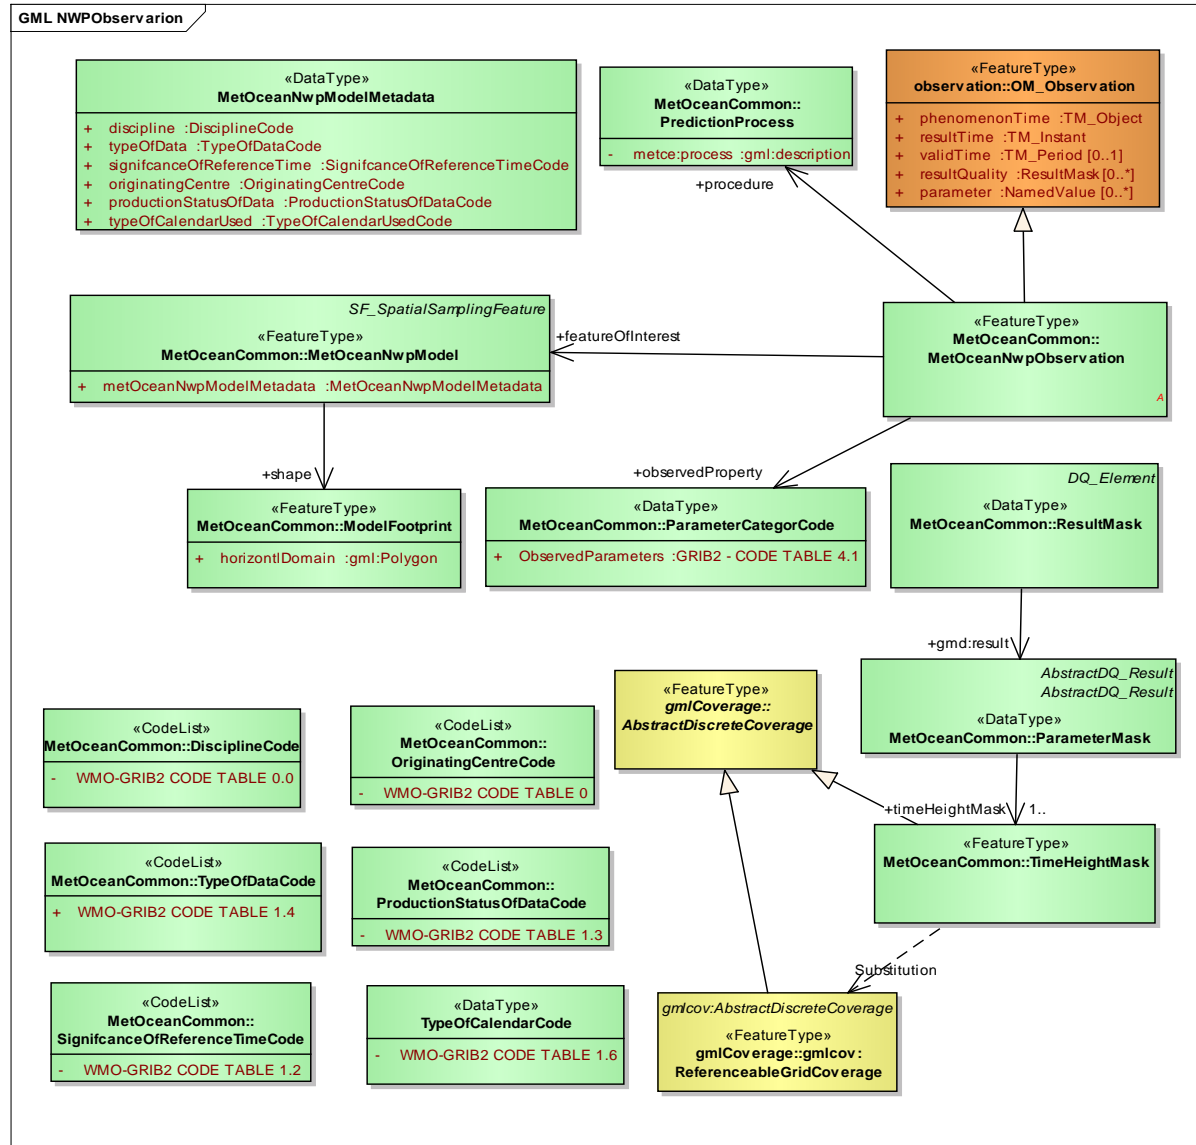 GML NWPObservarion
«DataType»
MetOceanNwpModelMetadata
+ discipline :DisciplineCode
+ typeOfData :TypeOfDataCode
+ signifcanceOfReferenceTime :SignifcanceOfReferenceTimeCode
+ originatingCentre :OriginatingCentreCode
+ productionStatusOfData :ProductionStatusOfDataCode
+ typeOfCalendarUsed :TypeOfCalendarUsedCode
«DataType»
MetOceanCommon::
PredictionProcess
- metce:process :gml:description
«FeatureType»
observation::OM_Observation
+ phenomenonTime :TM_Object
+ resultTime :TM_Instant
+ validTime :TM_Period [0..1]
+ resultQuality :ResultMask [0..*]
+ parameter :NamedValue [0..*]
+procedure
SF_SpatialSamplingFeature
«FeatureType»
MetOceanCommon::MetOceanNwpModel
+ metOceanNwpModelMetadata :MetOceanNwpModelMetadata
+featureOfInterest
«FeatureType»
MetOceanCommon::
MetOceanNwpObservation
A
+shape
+observedProperty
«FeatureType»
MetOceanCommon::ModelFootprint
+ horizontlDomain :gml:Polygon
«DataType»
MetOceanCommon::ParameterCategorCode
+ ObservedParameters :GRIB2 - CODE TABLE 4.1
DQ_Element
«DataType»
MetOceanCommon::ResultMask
+gmd:result
AbstractDQ_Result
AbstractDQ_Result
«DataType»
MetOceanCommon::ParameterMask
«FeatureType»
gmlCoverage::
AbstractDiscreteCoverage
+timeHeightMask
1..
«FeatureType»
MetOceanCommon::TimeHeightMask
Substitution
gmlcov:AbstractDiscreteCoverage
«FeatureType»
gmlCoverage::gmlcov:
ReferenceableGridCoverage
«CodeList»
MetOceanCommon::DisciplineCode
- WMO-GRIB2 CODE TABLE 0.0
«CodeList»
MetOceanCommon::
OriginatingCentreCode
- WMO-GRIB2 CODE TABLE 0
«CodeList»
MetOceanCommon::TypeOfDataCode
+ WMO-GRIB2 CODE TABLE 1.4
«CodeList»
MetOceanCommon::
ProductionStatusOfDataCode
- WMO-GRIB2 CODE TABLE 1.3
«CodeList»
MetOceanCommon::
SignifcanceOfReferenceTimeCode
- WMO-GRIB2 CODE TABLE 1.2
«DataType»
TypeOfCalendarCode
- WMO-GRIB2 CODE TABLE 1.6